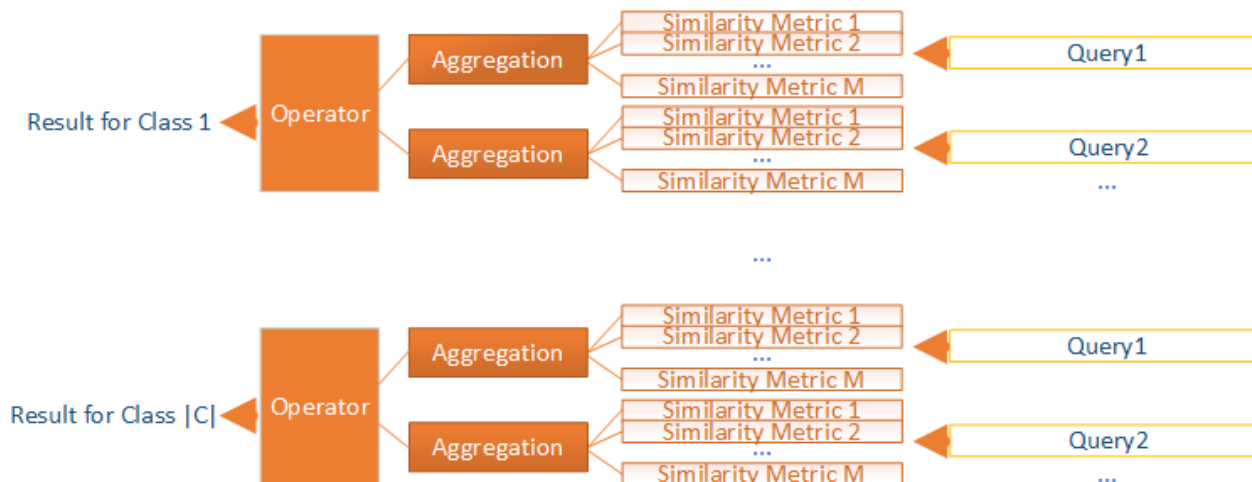 Similarity Metric 1
Similarity Metric 2
...
Similarity Metric M
Aggregation
Query1
Result for Class 1
Operator
Similarity Metric 1
Similarity Metric 2
...
Similarity Metric M
Aggregation
Query2
...
...
Similarity Metric 1
Similarity Metric 2
...
Similarity Metric M
Aggregation
Query1
Result for Class |C|
Operator
Similarity Metric 1
Similarity Metric 2
...
Similarity Metric M
Aggregation
Query2
...